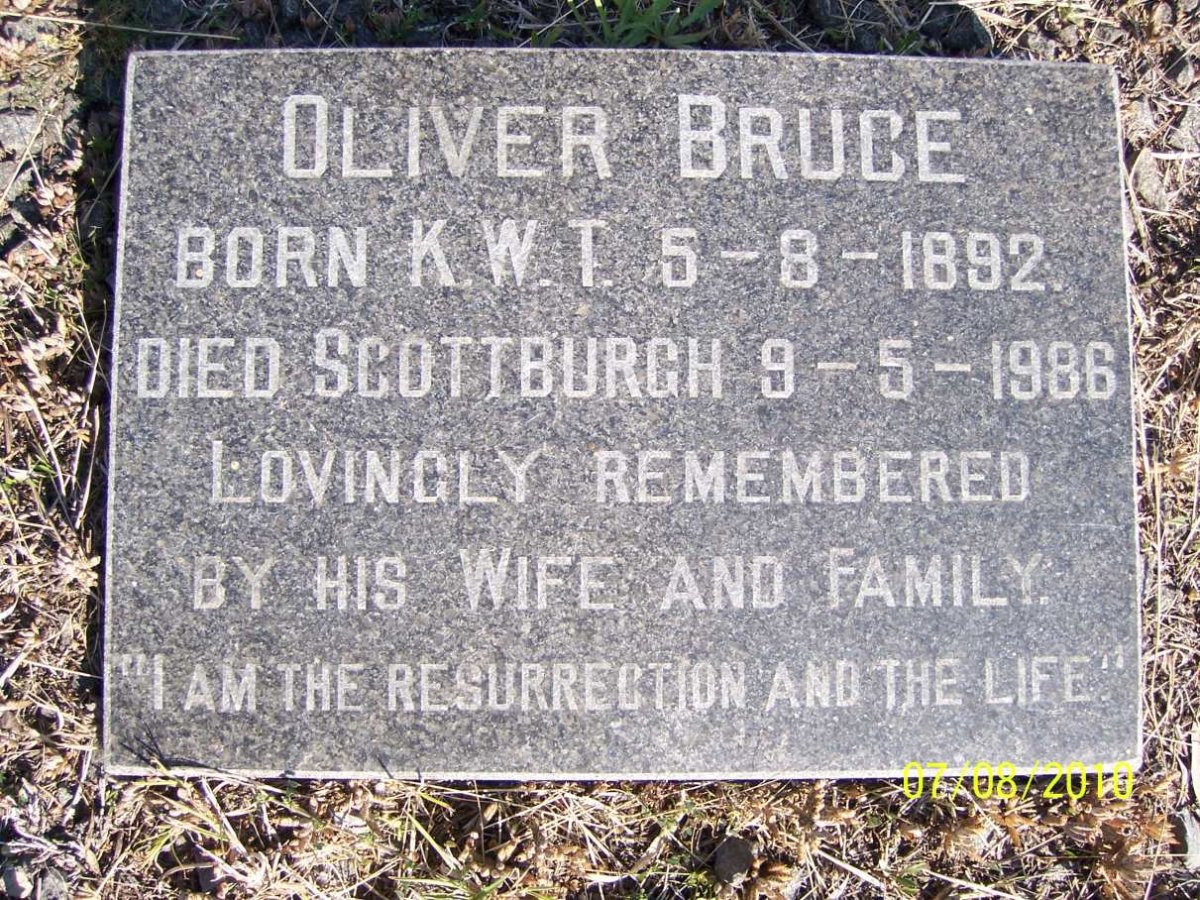 OLIVER BRUCE
BORN K.W.T. 5-8-1892.
DIED SCOTTBURGH 9-5-1986
LOVINGLY REMEMBERED
BY HIS WIFE AND FAMILY.
"I AM THE RESURRECTION AND THE LIFE."
07/08/2010